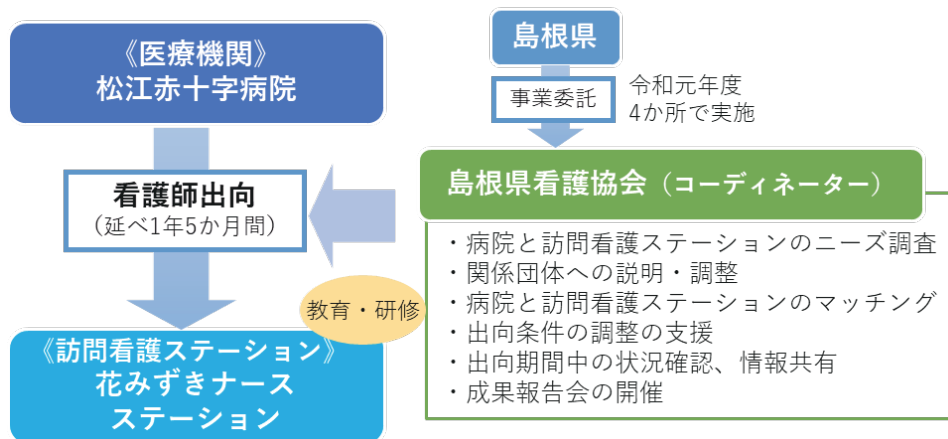 《医療機関》
松江赤十字病院
看護師出向
(延べ1年5か月間)
教育・研修
《訪問看護ステーション》
花みずきナース
ステーション
島根県
事業委託
令和元年度
4か所で実施
島根県看護協会（コーディネーター）
・病院と訪問看護ステーションのニーズ調査
・関係団体への説明・調整
・病院と訪問看護ステーションのマッチング
・出向条件の調整の支援
・出向期間中の状況確認、情報共有
・成果報告会の開催